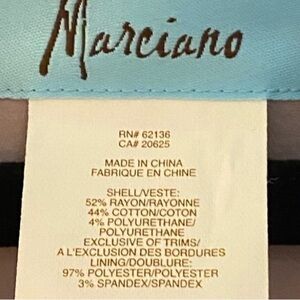 Marciano
RN# 62136
CA# 20625
MADE IN CHINA
FABRIQUE EN CHINE
SHELL/VESTE:
52% RAYON/RAYONNE
44% COTTON/COTON
4% POLYURETHANE/
POLYURETHANE
EXCLUSIVE OF TRIMS/
A L'EXCLUSION DES BORDURES
LINING/DOUBLURE:
97% POLYESTER/POLYESTER
3% SPANDEX/SPANDEX